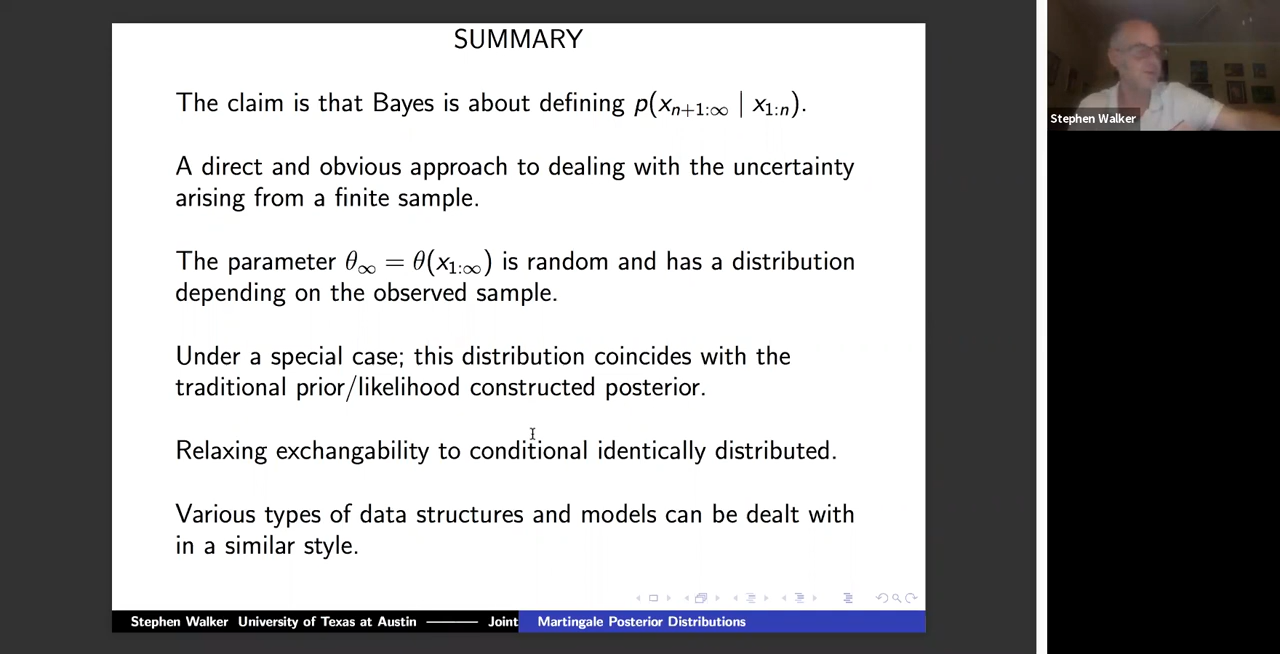 SUMMARY
The claim is that Bayes is about defining p(x_{n+1:∞} | x_{1:n}).
A direct and obvious approach to dealing with the uncertainty
arising from a finite sample.
The parameter θ_∞ = θ(x_{1:∞}) is random and has a distribution
depending on the observed sample.
Under a special case; this distribution coincides with the
traditional prior/likelihood constructed posterior.
Relaxing exchangability to conditional identically distributed.
Various types of data structures and models can be dealt with
in a similar style.
Stephen Walker University of Texas at Austin ——— Joint
Martingale Posterior Distributions
Stephen Walker